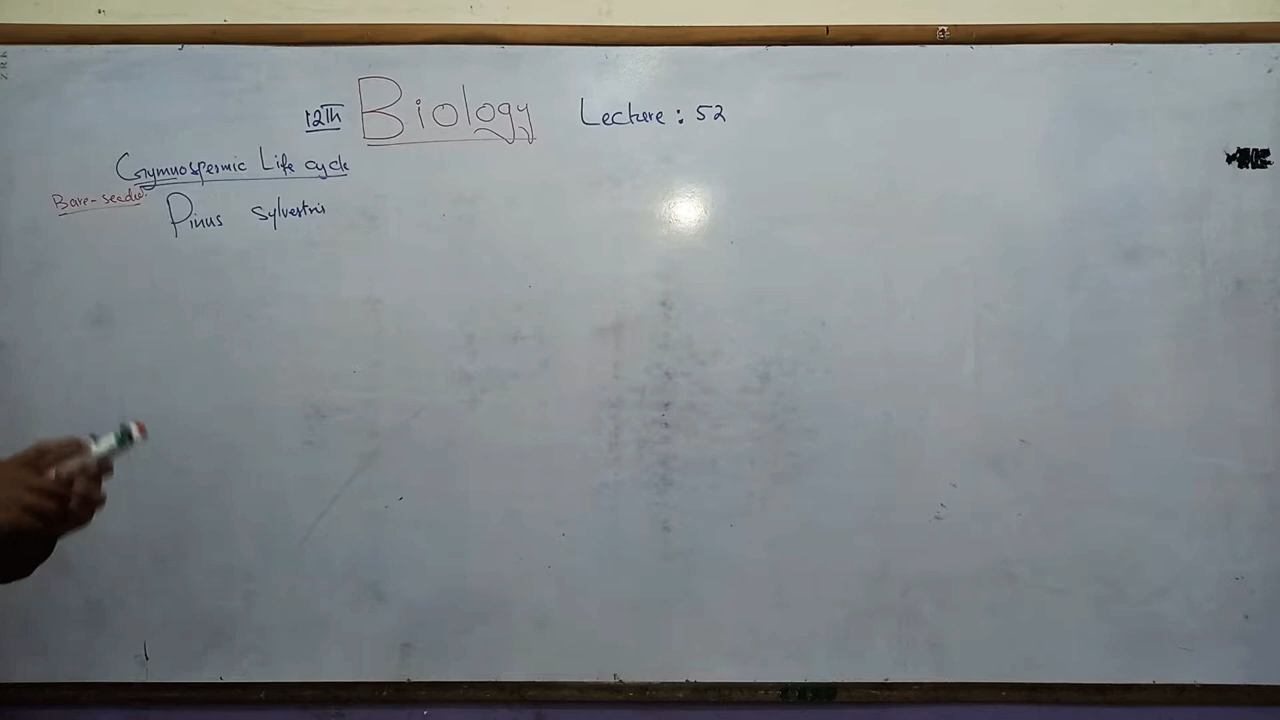 12TH Biology Lecture: 52
Gymnospermic Life cycle
Bare-seeded.
Pinus sylvestris